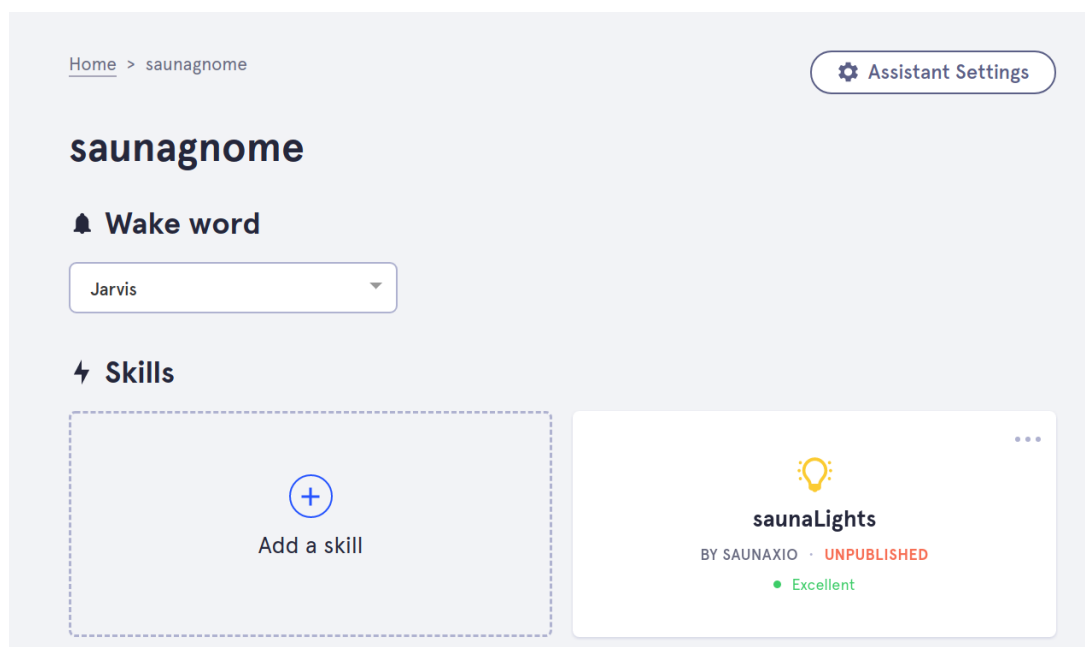 Home > saunagnome
Assistant Settings
saunagnome
Wake word
Jarvis
Skills
Add a skill
saunaLights
BY SAUNAXIO · UNPUBLISHED
Excellent